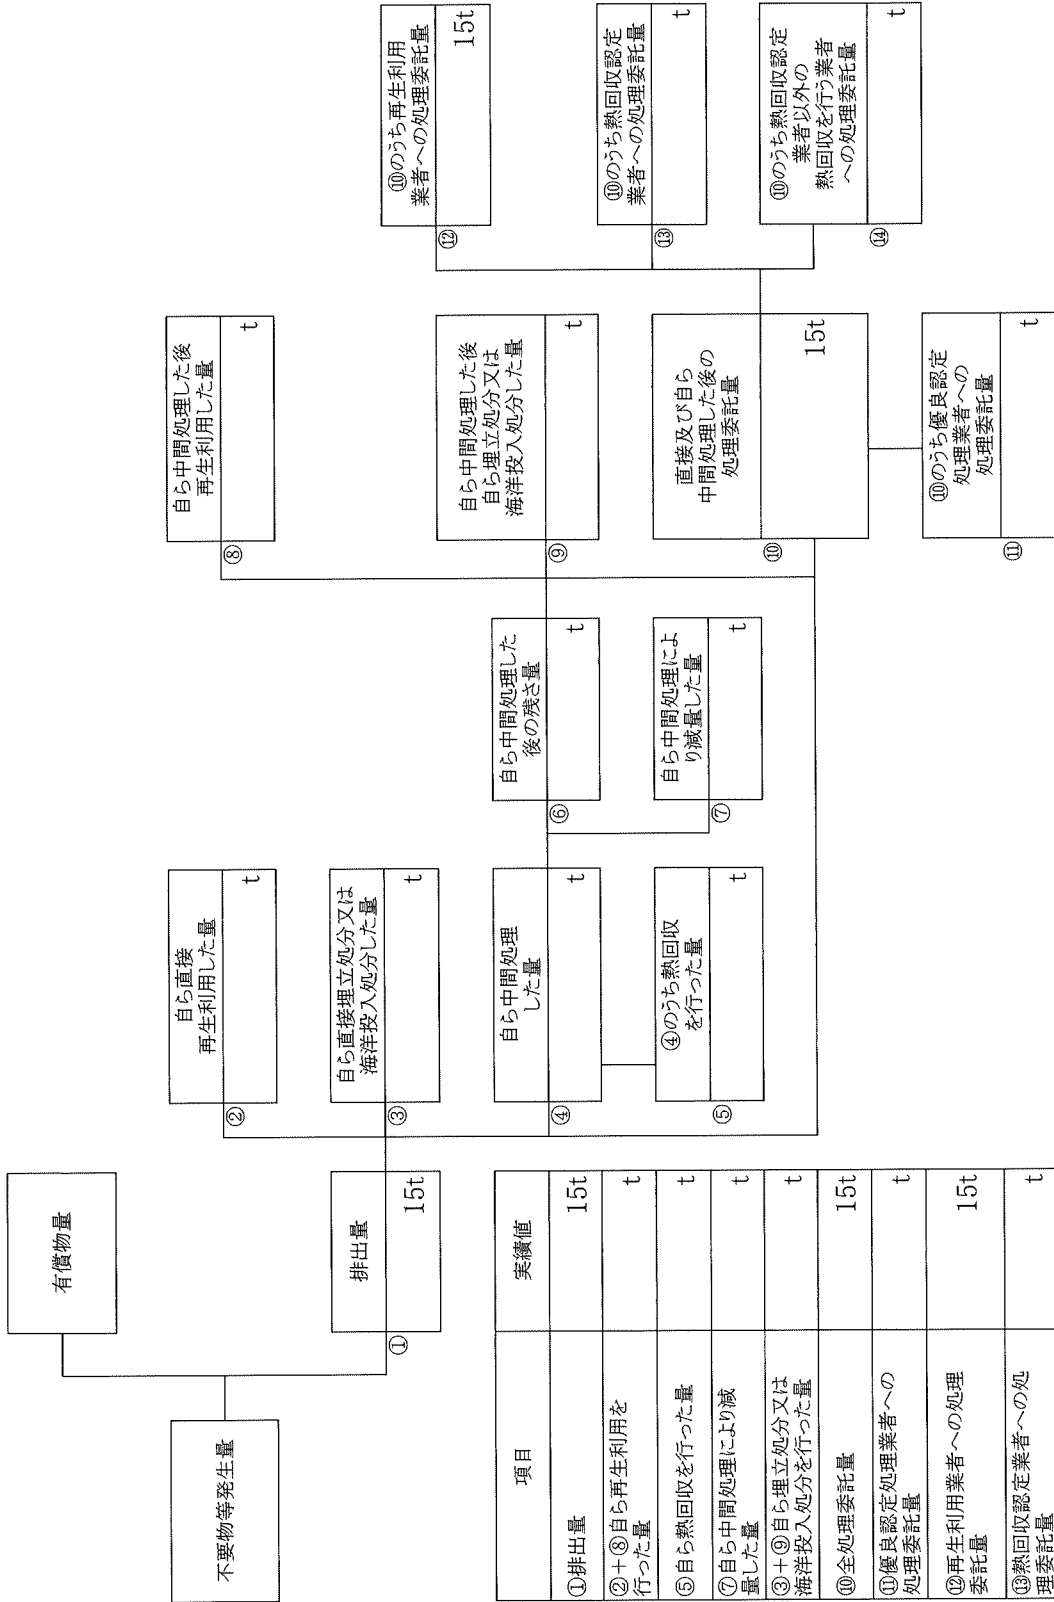 不要物等発生量
有償物量
排出量
①
15t
自ら直接
再生利用した量
②
t
自ら直接埋立処分又は
海洋投入処分した量
③
t
自ら中間処理
した量
④
t
④のうち熱回収
を行った量
⑤
t
自ら中間処理した
後の残さ量
⑥
t
自ら中間処理によ
り減量した量
⑦
t
自ら中間処理した後
再生利用した量
⑧
t
自ら中間処理した後
自ら埋立処分又は
海洋投入処分した量
⑨
t
直接及び自ら
中間処理した後の
処理委託量
⑩
15t
⑩のうち優良認定
処理業者への
処理委託量
⑪
t
⑩のうち再生利用
業者への処理委託量
⑫
15t
⑩のうち熱回収認定
業者への処理委託量
⑬
t
⑩のうち熱回収認定
業者以外の
熱回収を行う業者
への処理委託量
⑭
t
項目
実績値
①排出量
15t
②+⑧自ら再生利用を
行った量
t
⑤自ら熱回収を行った量
t
⑦自ら中間処理により減
量した量
t
③+⑨自ら埋立処分又は
海洋投入処分を行った量
t
⑩全処理委託量
15t
⑪優良認定処理業者への
処理委託量
t
⑫再生利用業者への処理
委託量
15t
⑬熱回収認定業者への処
理委託量
t